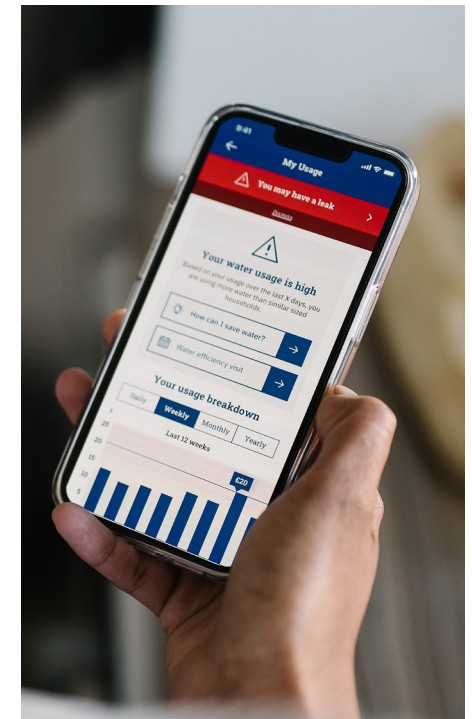 9:41
My Usage
You may have a leak
Dismiss
Your water usage is high
Based on your usage over the last X days, you
are using more water than similar sized
households.
How can I save water?
Water efficiency visit
Your usage breakdown
Daily
Weekly
Monthly
Yearly
Last 12 weeks
£
25
20
15
10
5
£20